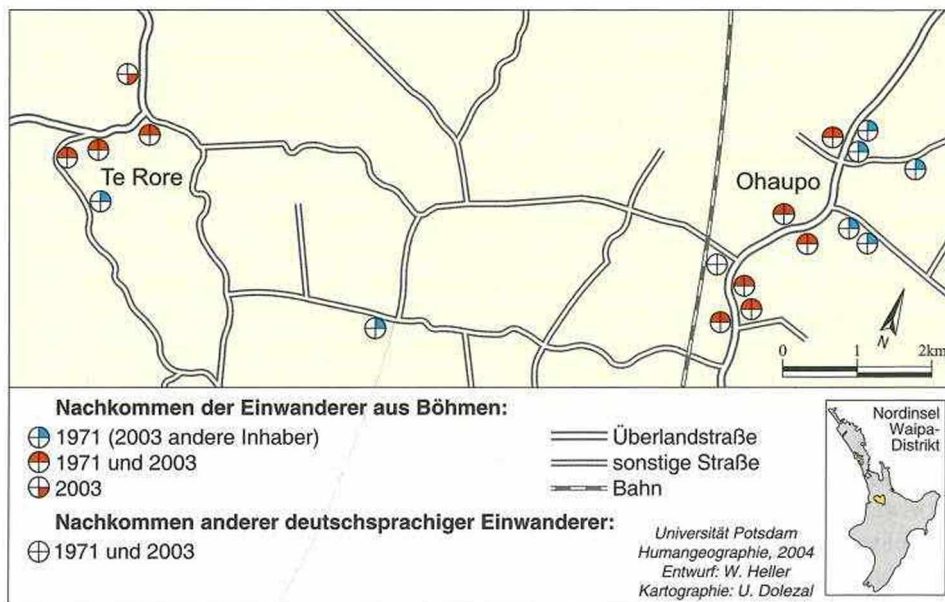 Te Rore
Ohaupo
N
0 1 2km
Nachkommen der Einwanderer aus Böhmen:
1971 (2003 andere Inhaber)
1971 und 2003
2003
Nachkommen anderer deutschsprachiger Einwanderer:
1971 und 2003
Überlandstraße
sonstige Straße
Bahn
Universität Potsdam
Humangeographie, 2004
Entwurf: W. Heller
Kartographie: U. Dolezal
Nordinsel
Waipa-
Distrikt